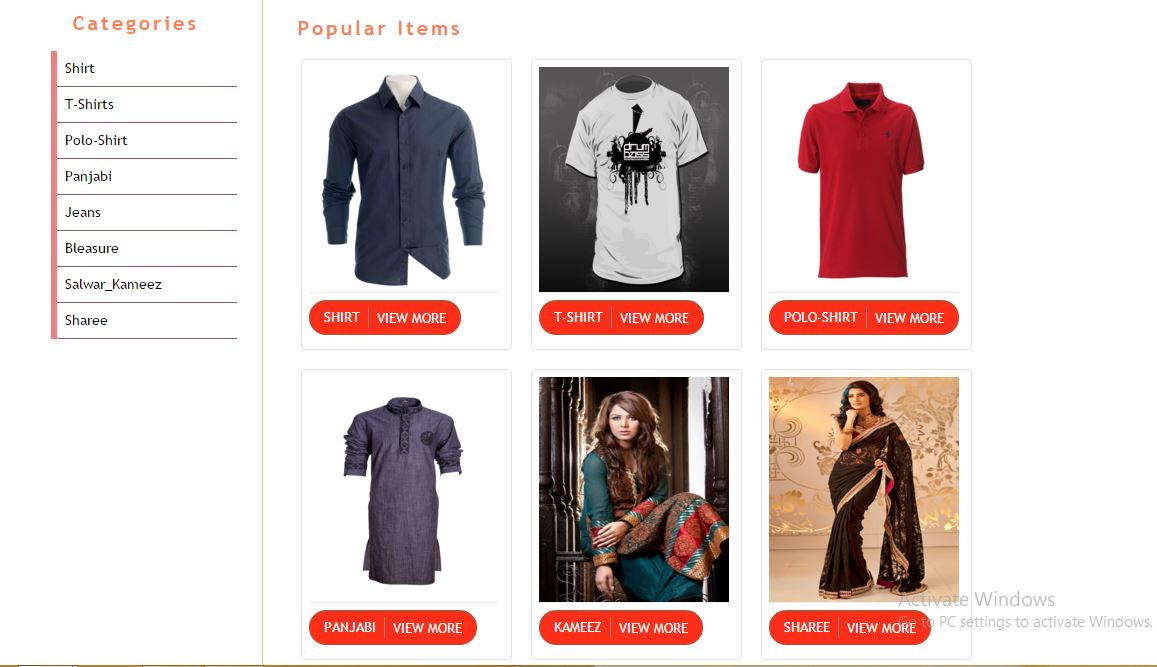 Categories
Shirt
T-Shirts
Polo-Shirt
Panjabi
Jeans
Bleasure
Salwar_Kameez
Sharee
Popular Items
drum
bass
SHIRT | VIEW MORE
T-SHIRT | VIEW MORE
POLO-SHIRT | VIEW MORE
PANJABI | VIEW MORE
KAMEEZ | VIEW MORE
SHAREE | VIEW MORE
Activate Windows
Go to PC settings to activate Windows.